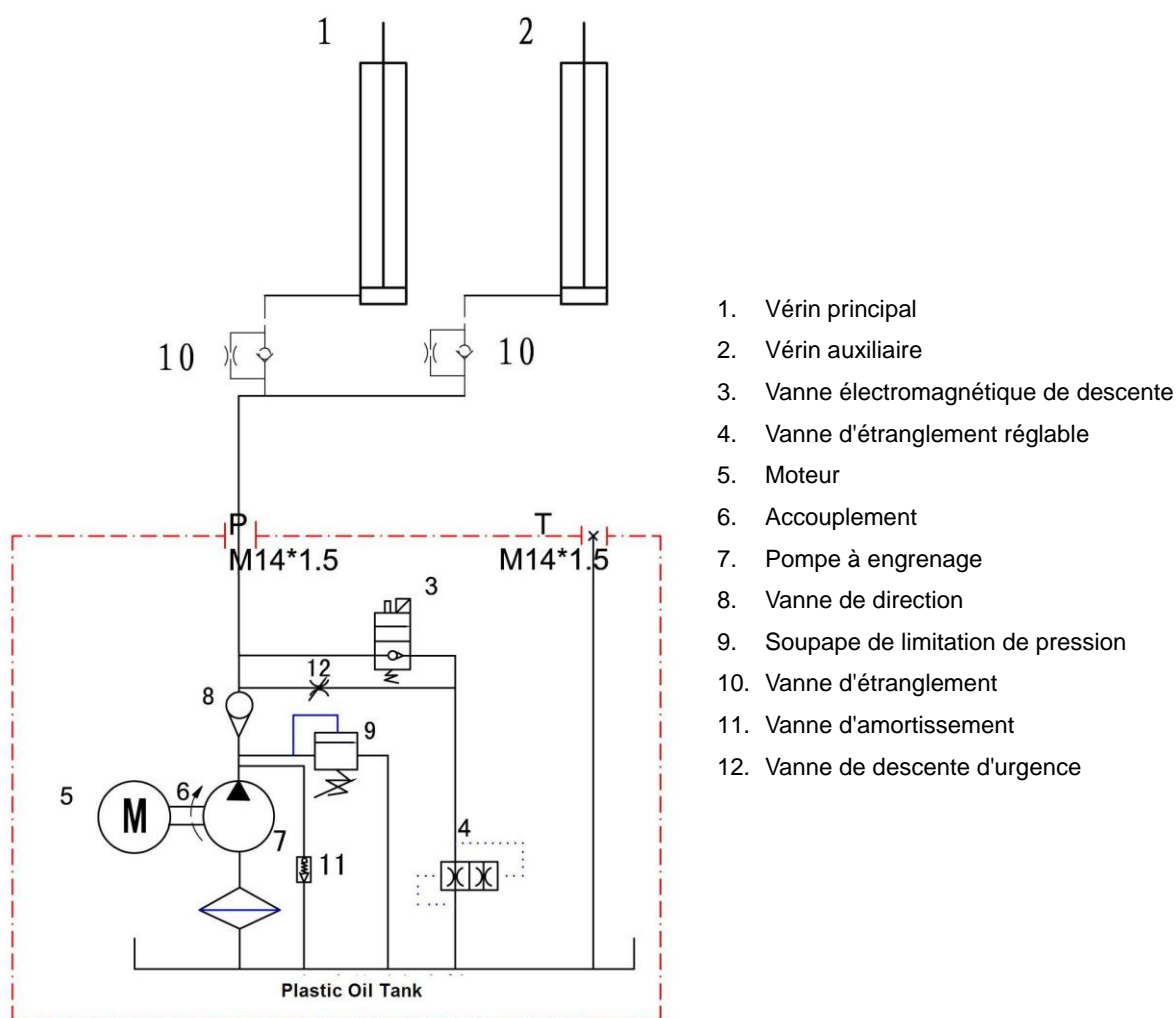 1 2
10 10
P T
M14*1.5 M14*1.5
3
12
8
9
5 6
7
4
11
Plastic Oil Tank
M
1. Vérin principal
2. Vérin auxiliaire
3. Vanne électromagnétique de descente
4. Vanne d'étranglement réglable
5. Moteur
6. Accouplement
7. Pompe à engrenage
8. Vanne de direction
9. Soupape de limitation de pression
10. Vanne d'étranglement
11. Vanne d'amortissement
12. Vanne de descente d'urgence